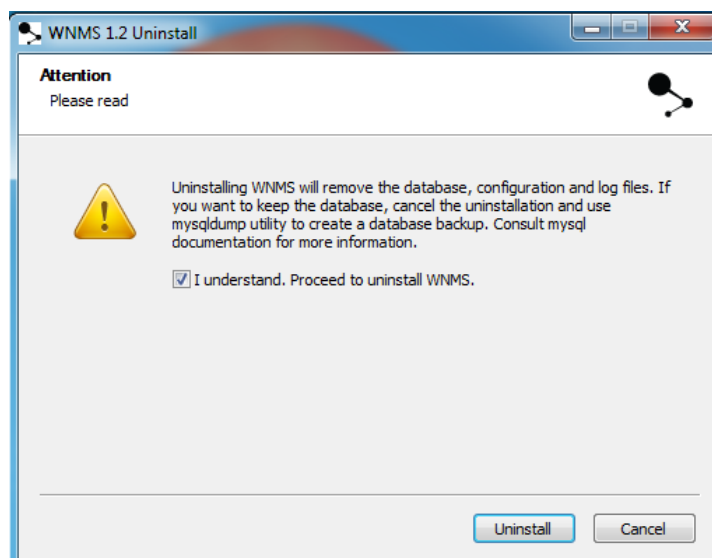 WNMS 1.2 Uninstall
Attention
Please read
Uninstalling WNMS will remove the database, configuration and log files. If
you want to keep the database, cancel the uninstallation and use
mysqldump utility to create a database backup. Consult mysql
documentation for more information.
I understand. Proceed to uninstall WNMS.
Uninstall
Cancel